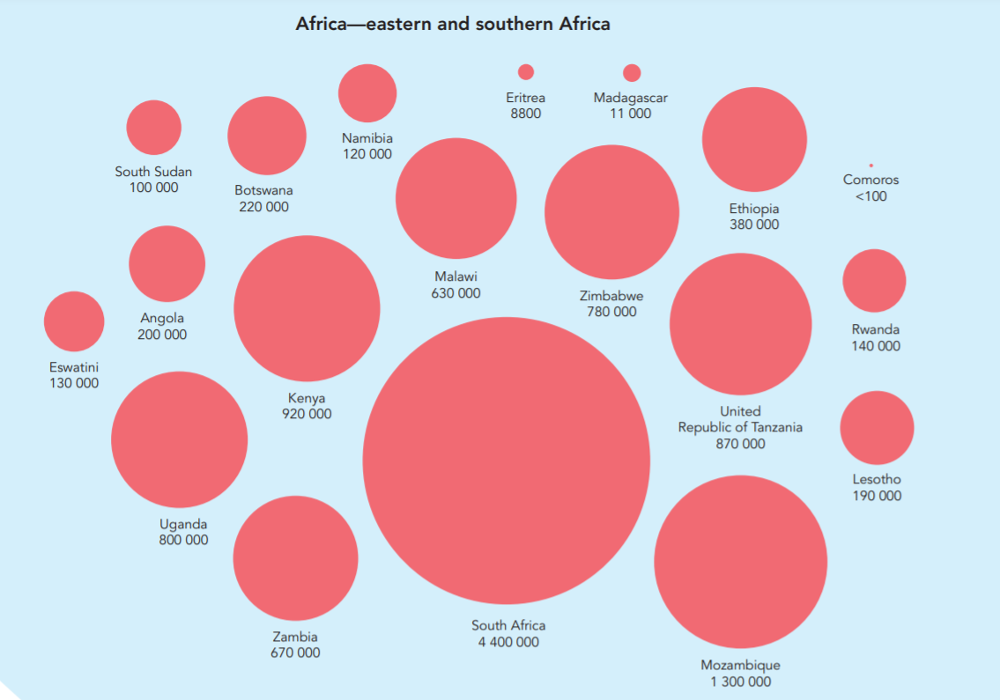 Africa—eastern and southern Africa
Eritrea
8800
Madagascar
11 000
Namibia
120 000
South Sudan
100 000
Botswana
220 000
Comoros
<100
Ethiopia
380 000
Malawi
630 000
Zimbabwe
780 000
Angola
200 000
Rwanda
140 000
Eswatini
130 000
Kenya
920 000
United
Republic of Tanzania
870 000
Lesotho
190 000
Uganda
800 000
South Africa
4 400 000
Zambia
670 000
Mozambique
1 300 000